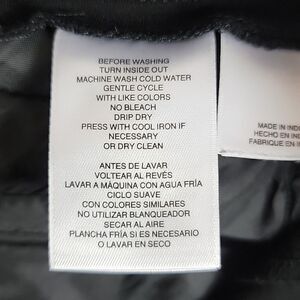 BEFORE WASHING
TURN INSIDE OUT
MACHINE WASH COLD WATER
GENTLE CYCLE
WITH LIKE COLORS
NO BLEACH
DRIP DRY
PRESS WITH COOL IRON IF
NECESSARY
OR DRY CLEAN
ANTES DE LAVAR
VOLTEAR AL REVÉS
LAVAR A MÁQUINA CON AGUA FRÍA
CICLO SUAVE
CON COLORES SIMILARES
NO UTILIZAR BLANQUEADOR
SECAR AL AIRE
PLANCHA FRÍA SI ES NECESARIO
O LAVAR EN SECO
MADE IN IND
HECHO EN IN
FABRIQUE EN I